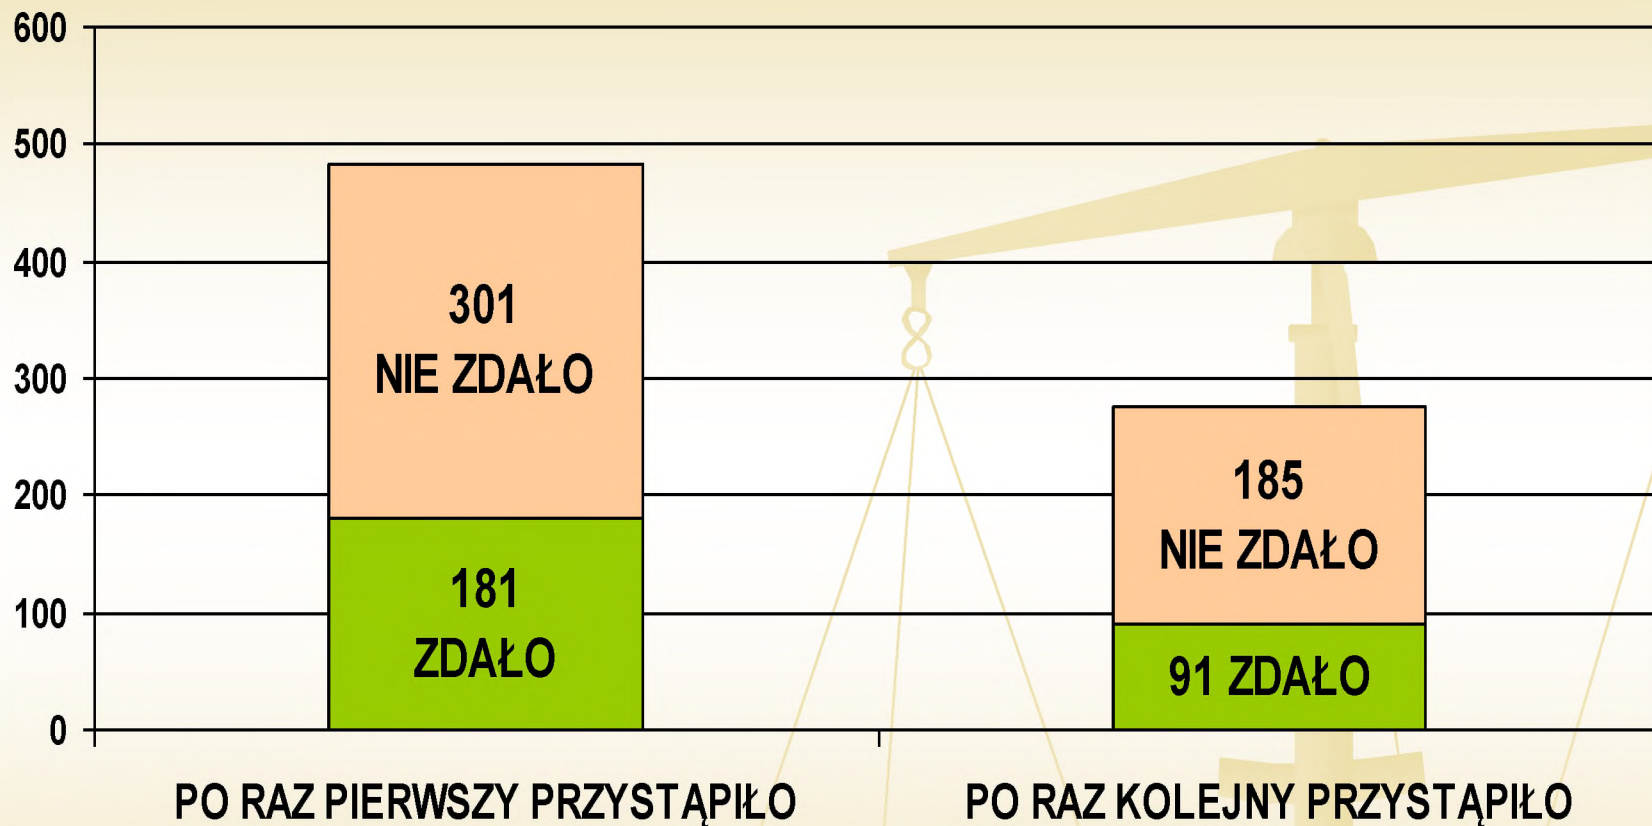 600
500
400
300
200
100
0
301
NIE ZDAŁO
181
ZDAŁO
185
NIE ZDAŁO
91 ZDAŁO
PO RAZ PIERWSZY PRZYSTĄPIŁO
PO RAZ KOLEJNY PRZYSTĄPIŁO